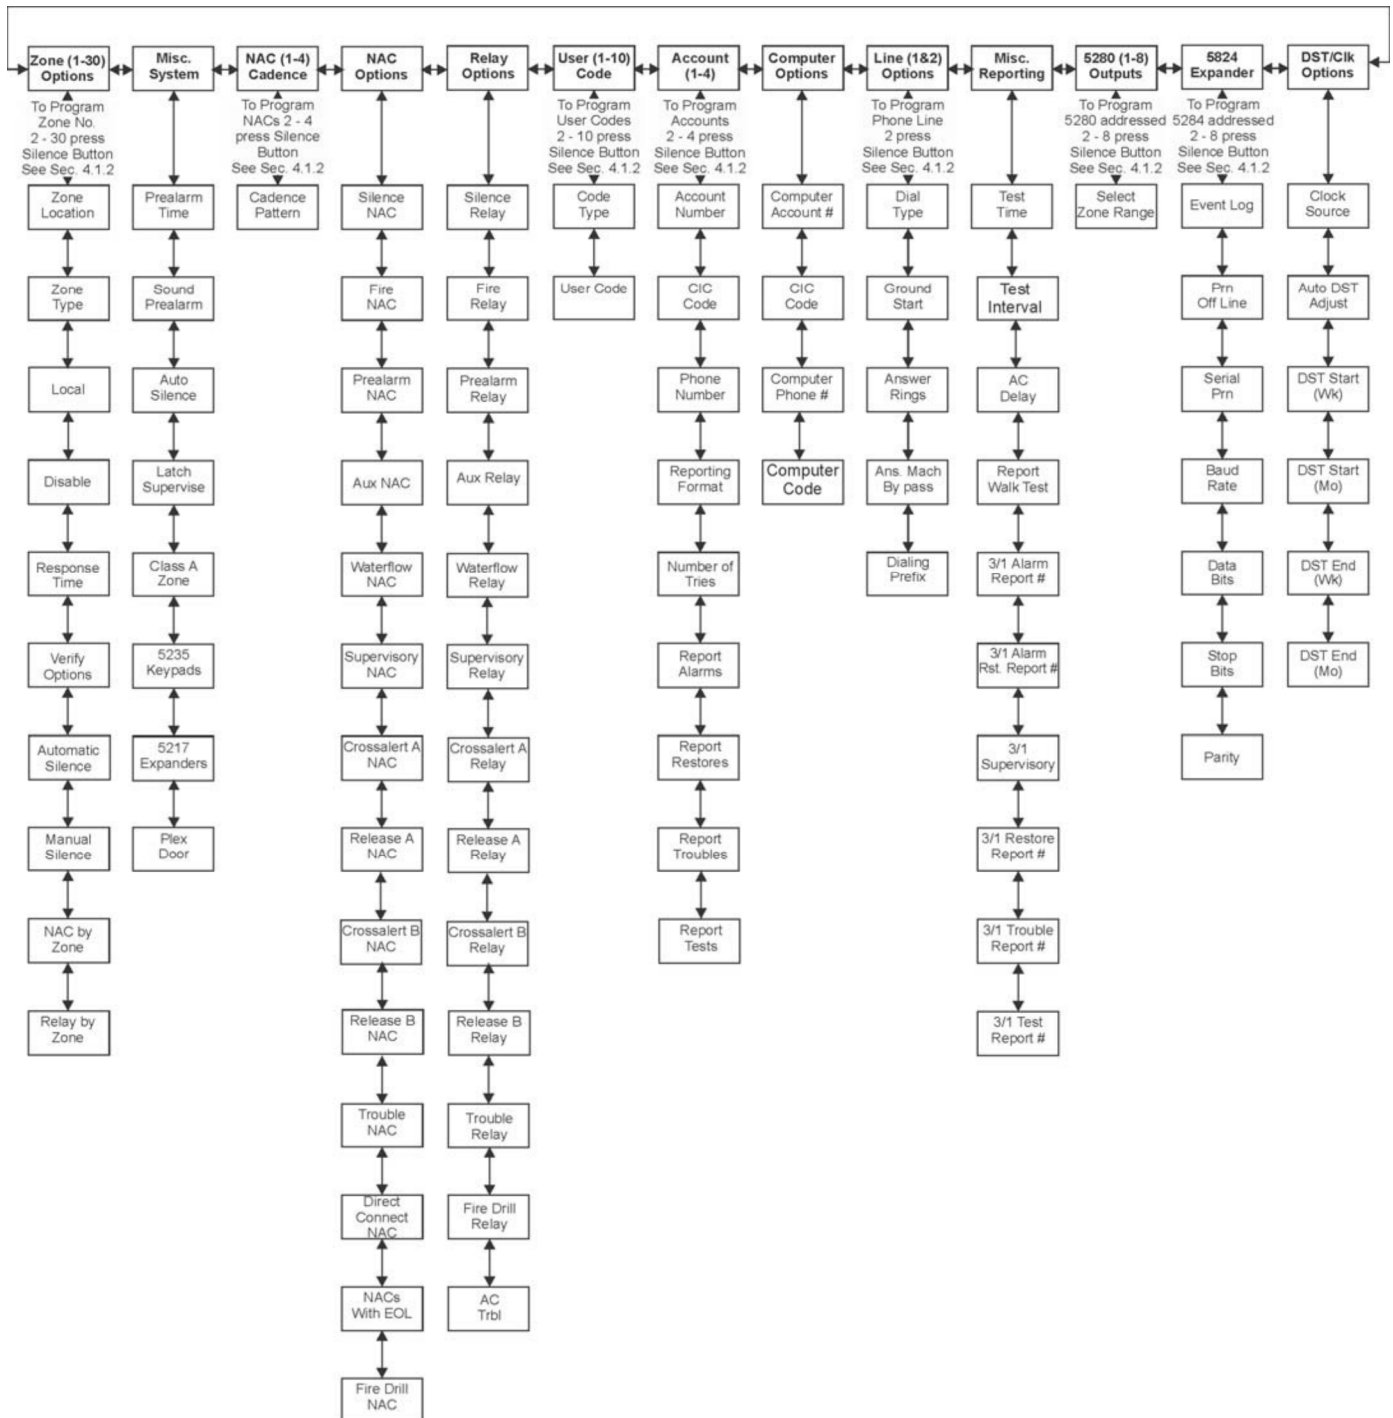 Zone (1-30)
Options
Misc.
System
NAC (1-4)
Cadence
NAC
Options
Relay
Options
User (1-10)
Code
Account
(1-4)
Computer
Options
Line (1&2)
Options
Misc.
Reporting
5280 (1-8)
Outputs
5824
Expander
DST/Clk
Options
To Program
Zone No.
2 - 30 press
Silence Button
See Sec. 4.1.2
Zone
Location
Zone
Type
Local
Disable
Response
Time
Verify
Options
Automatic
Silence
Manual
Silence
NAC by
Zone
Relay by
Zone
Prealarm
Time
Sound
Prealarm
Auto
Silence
Latch
Supervise
Class A
Zone
5235
Keypads
5217
Expanders
Plex
Door
To Program
NACs 2 - 4
press Silence
Button
See Sec. 4.1.2
Cadence
Pattern
Silence
NAC
Fire
NAC
Prealarm
NAC
Aux NAC
Waterflow
NAC
Supervisory
NAC
Crossalert A
NAC
Release A
NAC
Crossalert B
NAC
Release B
NAC
Trouble
NAC
Direct
Connect
NAC
NACs
With EOL
Fire Drill
NAC
Silence
Relay
Fire
Relay
Prealarm
Relay
Aux Relay
Waterflow
Relay
Supervisory
Relay
Crossalert A
Relay
Release A
Relay
Crossalert B
Relay
Release B
Relay
Trouble
Relay
Fire Drill
Relay
AC
Trbl
To Program
User Codes
2 - 10 press
Silence Button
See Sec. 4.1.2
Code
Type
User Code
To Program
Accounts
2 - 4 press
Silence Button
See Sec. 4.1.2
Account
Number
CIC
Code
Phone
Number
Reporting
Format
Number of
Tries
Report
Alarms
Report
Restores
Report
Troubles
Report
Tests
Computer
Account #
CIC
Code
Computer
Phone #
Computer
Code
To Program
Phone Line
2 press
Silence Button
See Sec. 4.1.2
Dial
Type
Ground
Start
Answer
Rings
Ans. Mach
By pass
Dialing
Prefix
Test
Time
Test
Interval
AC
Delay
Report
Walk Test
3/1 Alarm
Report #
3/1 Alarm
Rst. Report #
3/1
Supervisory
3/1 Restore
Report #
3/1 Trouble
Report #
3/1 Test
Report #
To Program
5280 addressed
2 - 8 press
Silence Button
See Sec. 4.1.2
Select
Zone Range
To Program
5284 addressed
2 - 8 press
Silence Button
See Sec. 4.1.2
Event Log
Prn
Off Line
Serial
Prn
Baud
Rate
Data
Bits
Stop
Bits
Parity
Clock
Source
Auto DST
Adjust
DST Start
(Wk)
DST Start
(Mo)
DST End
(Wk)
DST End
(Mo)